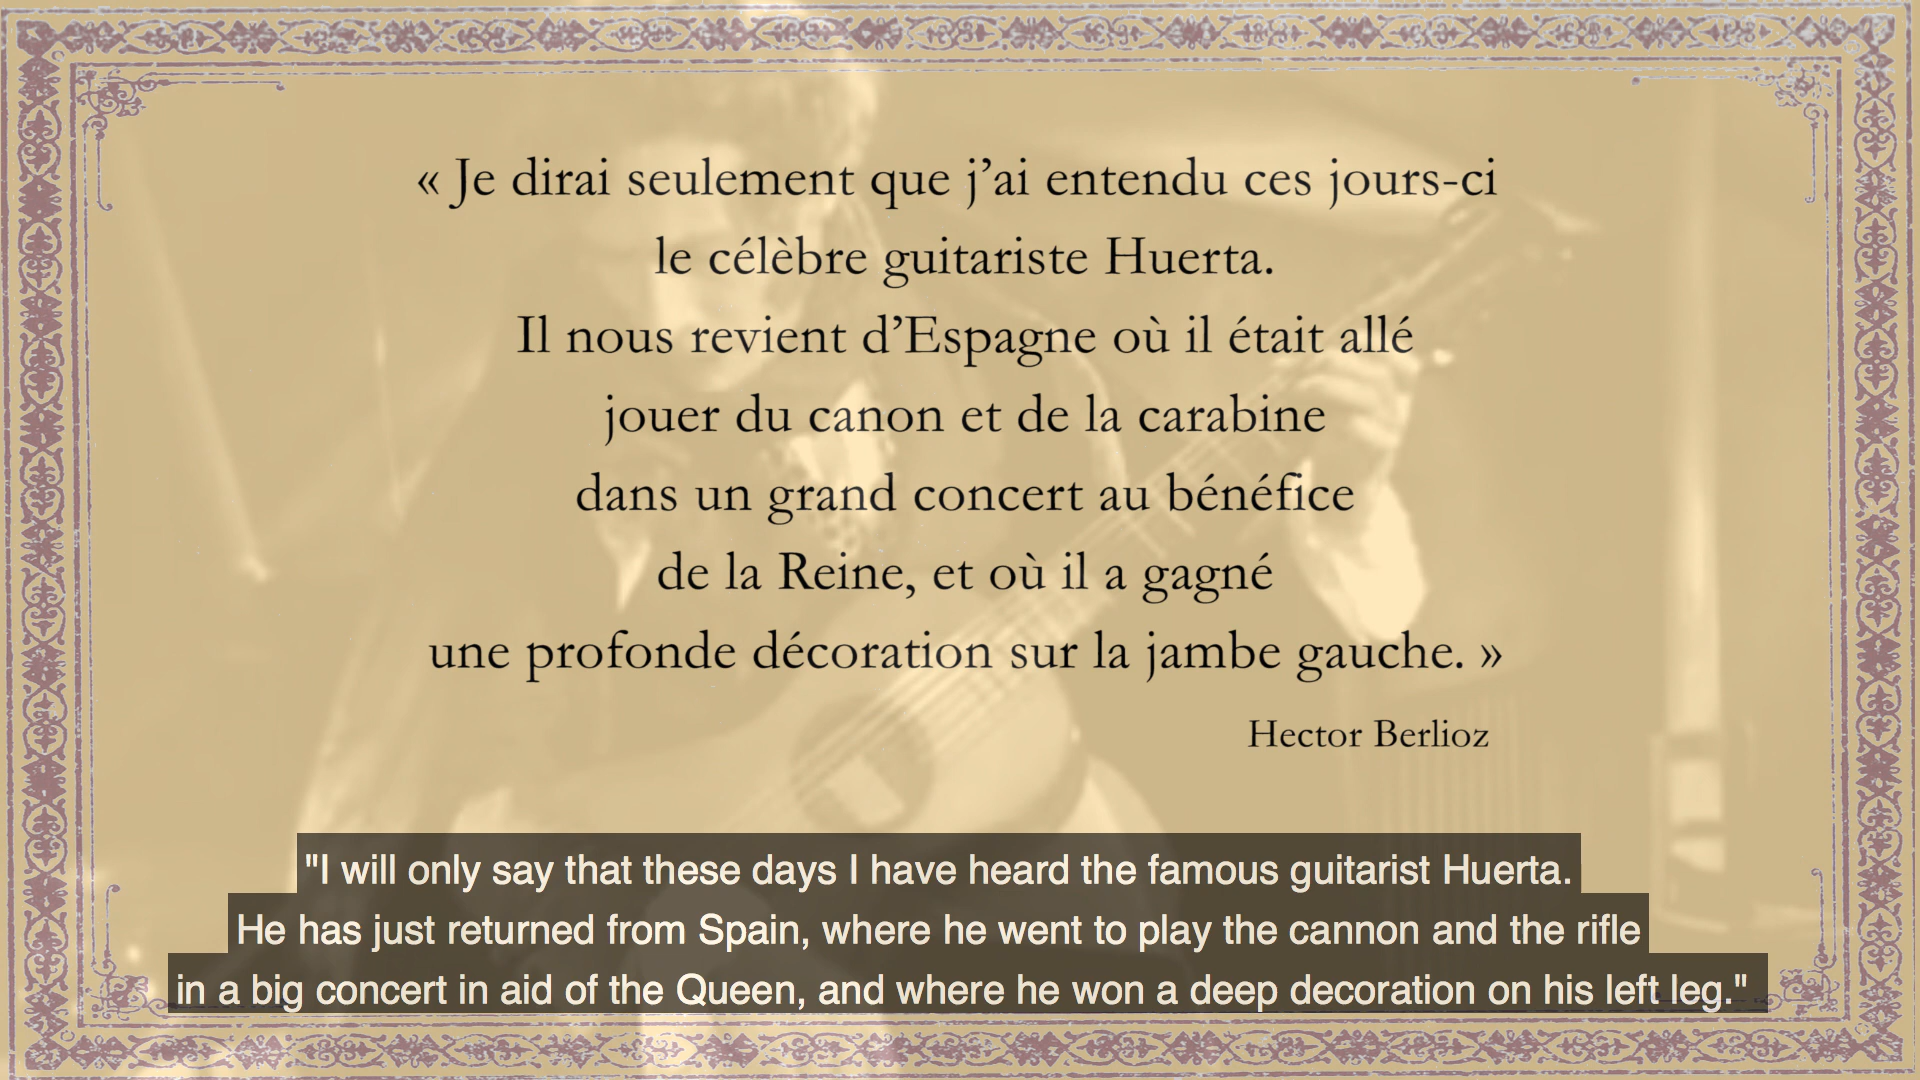 « Je dirai seulement que j’ai entendu ces jours-ci
le célèbre guitariste Huerta.
Il nous revient d’Espagne où il était allé
jouer du canon et de la carabine
dans un grand concert au bénéfice
de la Reine, et où il a gagné
une profonde décoration sur la jambe gauche. »
Hector Berlioz
"I will only say that these days I have heard the famous guitarist Huerta.
He has just returned from Spain, where he went to play the cannon and the rifle
in a big concert in aid of the Queen, and where he won a deep decoration on his left leg."